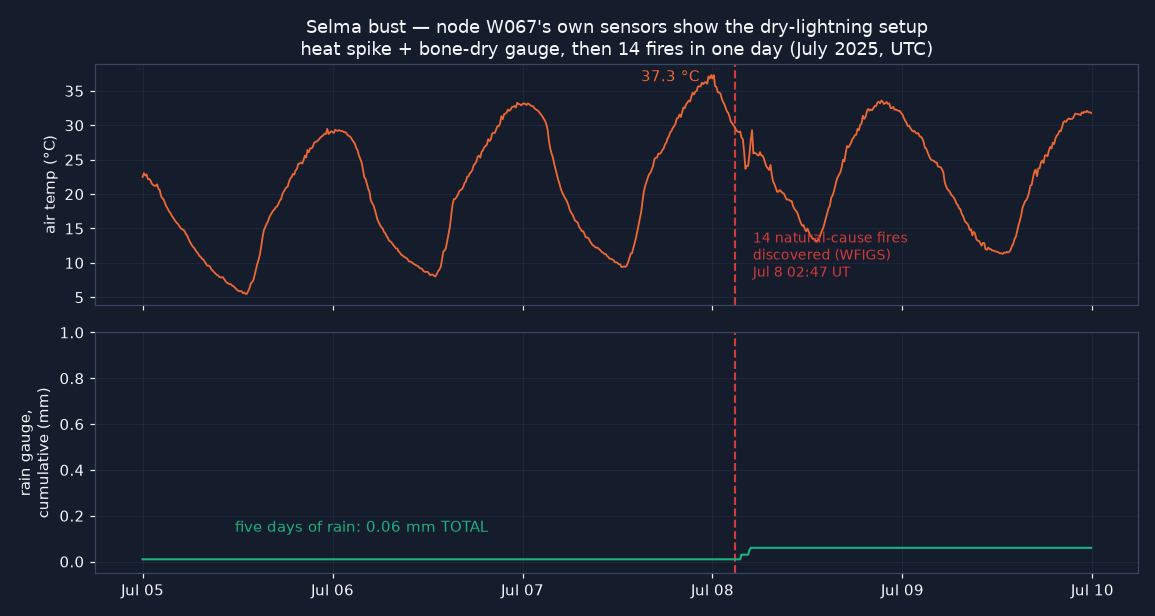 Selma bust — node W067's own sensors show the dry-lightning setup
heat spike + bone-dry gauge, then 14 fires in one day (July 2025, UTC)
air temp (°C)
35
30
25
20
15
10
5
37.3 °C
14 natural-cause fires
discovered (WFIGS)
Jul 8 02:47 UT
rain gauge,
cumulative (mm)
1.0
0.8
0.6
0.4
0.2
0.0
five days of rain: 0.06 mm TOTAL
Jul 05
Jul 06
Jul 07
Jul 08
Jul 09
Jul 10